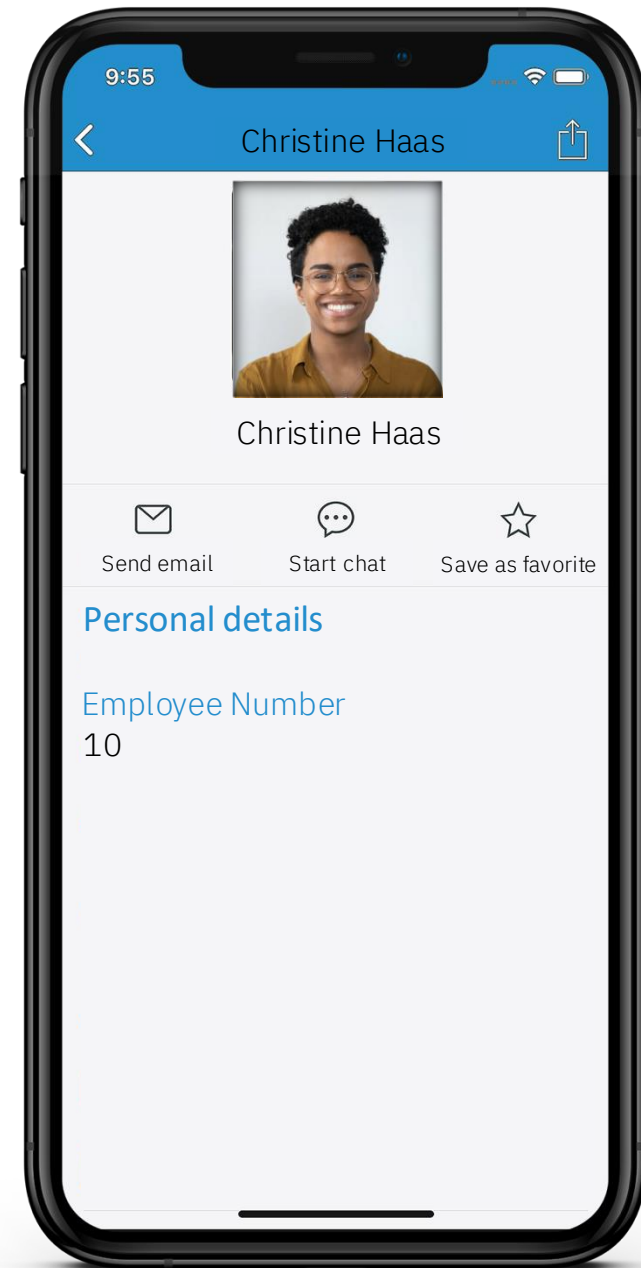 9:55
Christine Haas
Christine Haas
Send email
Start chat
Save as favorite
Personal details
Employee Number
10